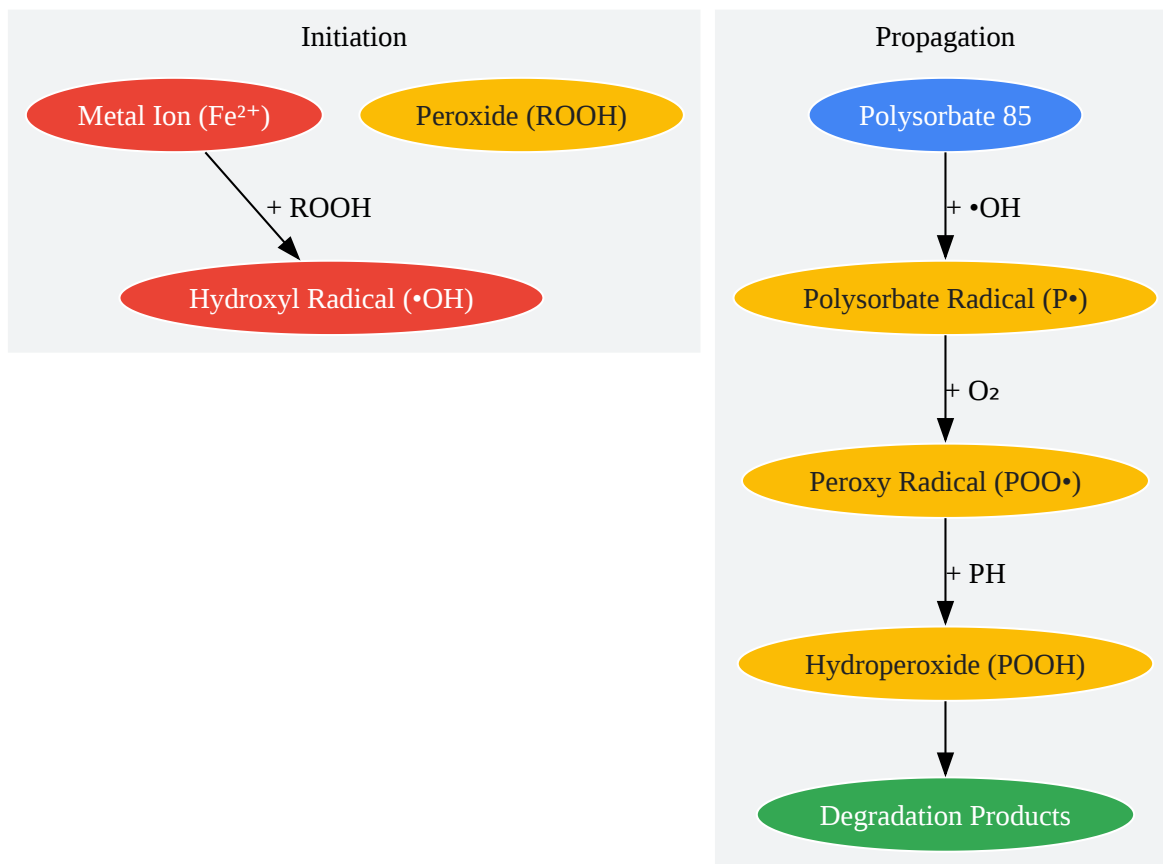 Initiation
Metal Ion (Fe²⁺)
Peroxide (ROOH)
+ ROOH
Hydroxyl Radical (•OH)
Propagation
Polysorbate 85
+ •OH
Polysorbate Radical (P•)
+ O₂
Peroxy Radical (POO•)
+ PH
Hydroperoxide (POOH)
Degradation Products